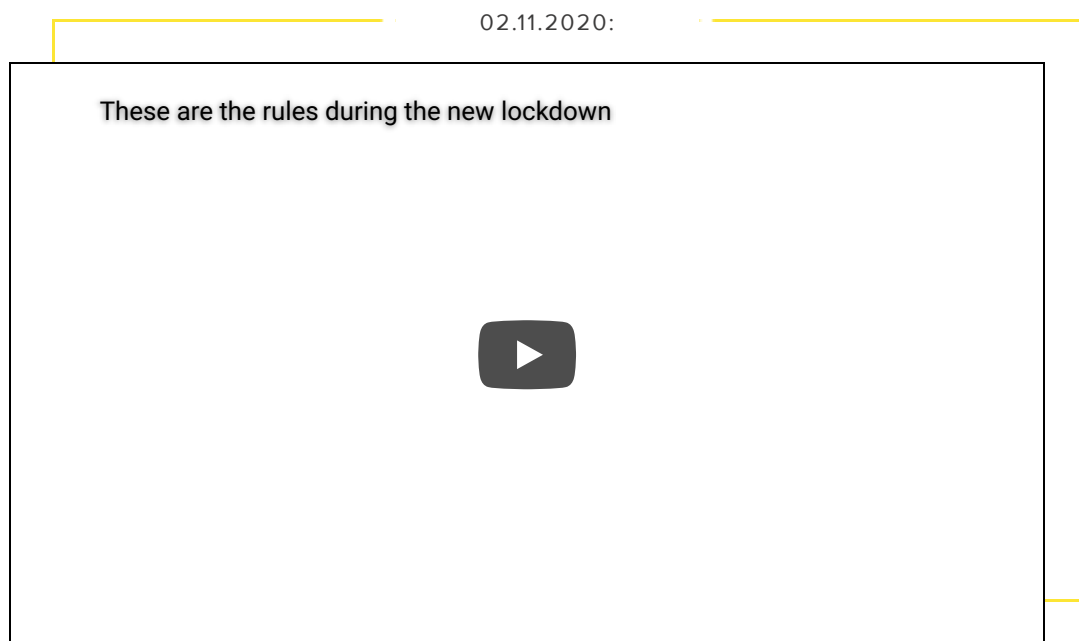 02.11.2020:
These are the rules during the new lockdown